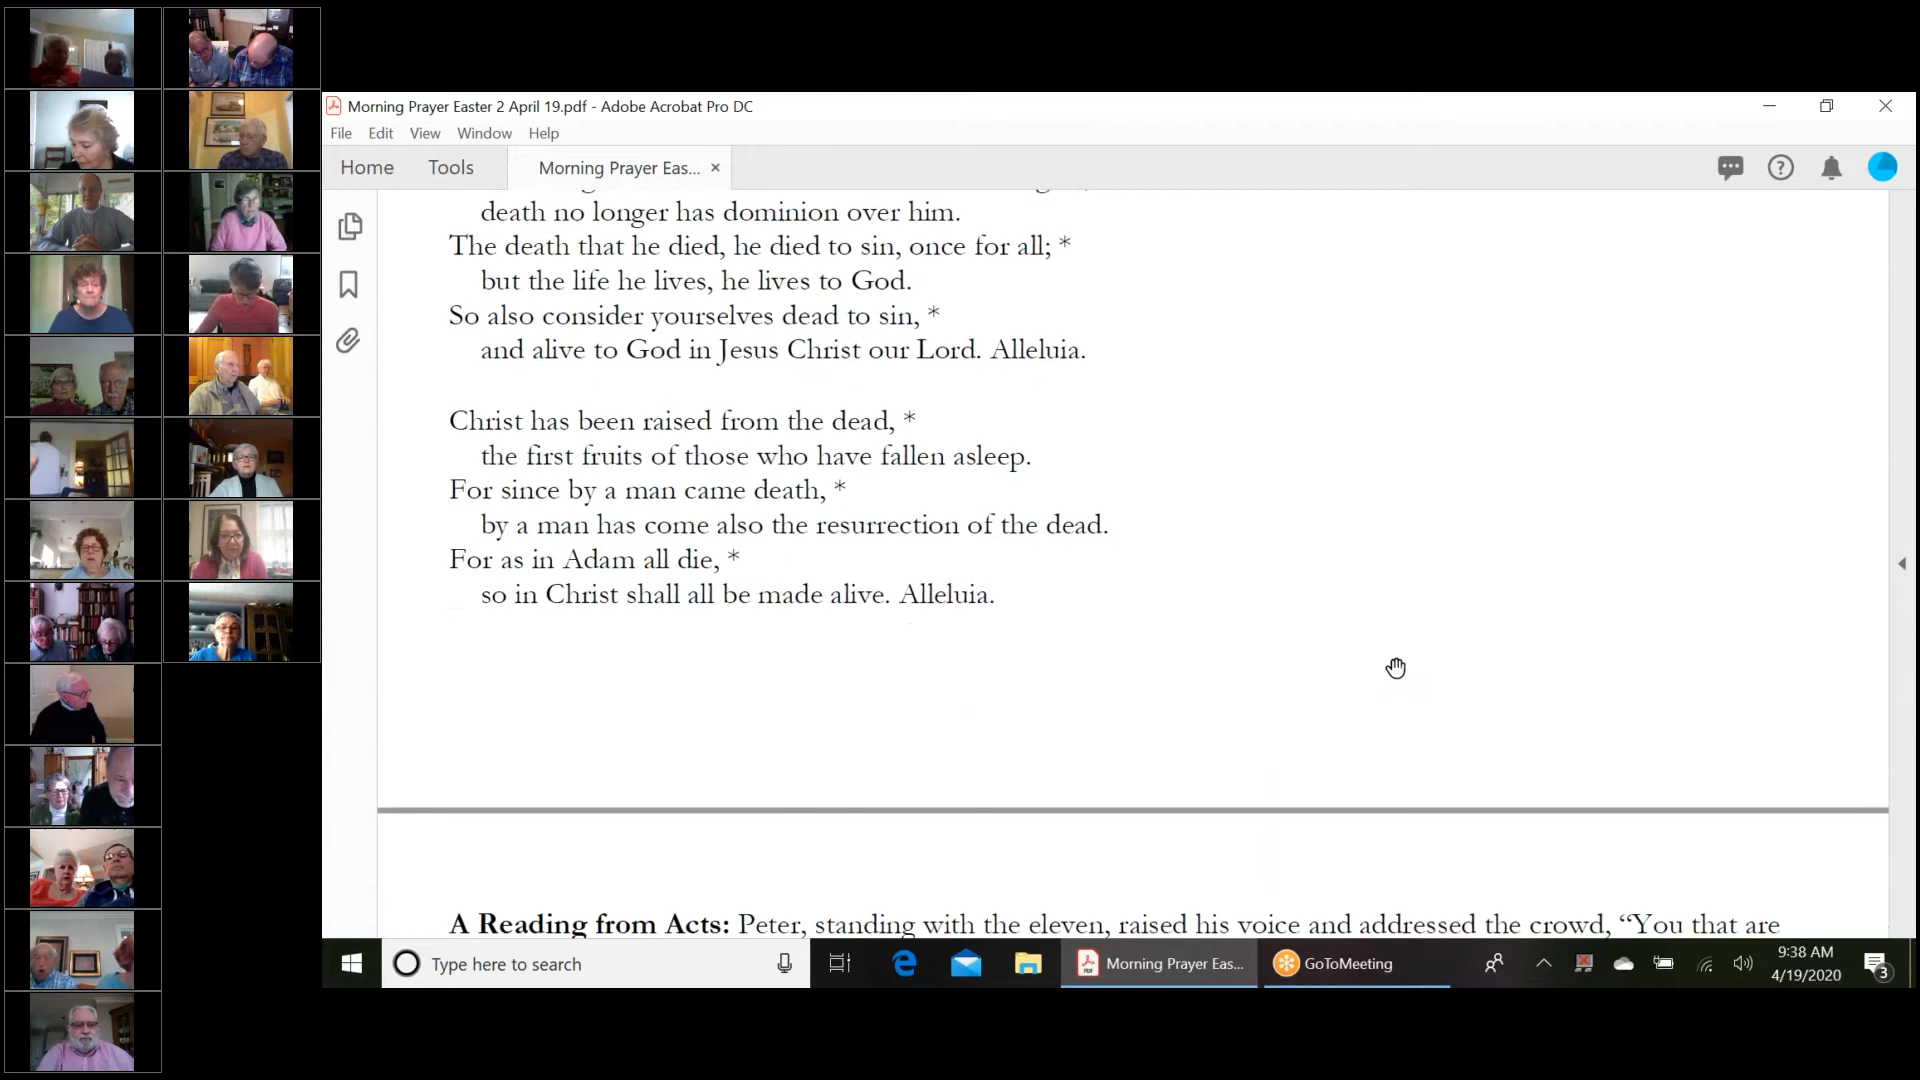 Morning Prayer Easter 2 April 19.pdf - Adobe Acrobat Pro DC
File Edit View Window Help
Home Tools Morning Prayer Eas... ×
death no longer has dominion over him.
The death that he died, he died to sin, once for all; *
but the life he lives, he lives to God.
So also consider yourselves dead to sin, *
and alive to God in Jesus Christ our Lord. Alleluia.
Christ has been raised from the dead, *
the first fruits of those who have fallen asleep.
For since by a man came death, *
by a man has come also the resurrection of the dead.
For as in Adam all die, *
so in Christ shall all be made alive. Alleluia.
A Reading from Acts: Peter, standing with the eleven, raised his voice and addressed the crowd, “You that are
Type here to search
Morning Prayer Eas...
GoToMeeting
9:38 AM
4/19/2020
3